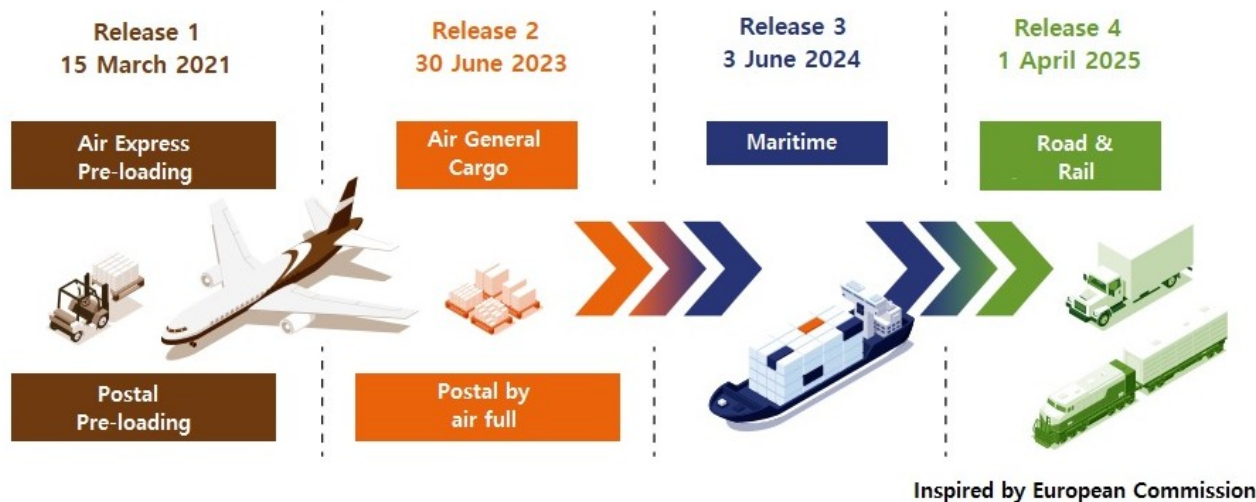 Release 1
15 March 2021
Air Express
Pre-loading
Postal
Pre-loading
Release 2
30 June 2023
Air General
Cargo
Postal by
air full
Release 3
3 June 2024
Maritime
Release 4
1 April 2025
Road &
Rail
Inspired by European Commission